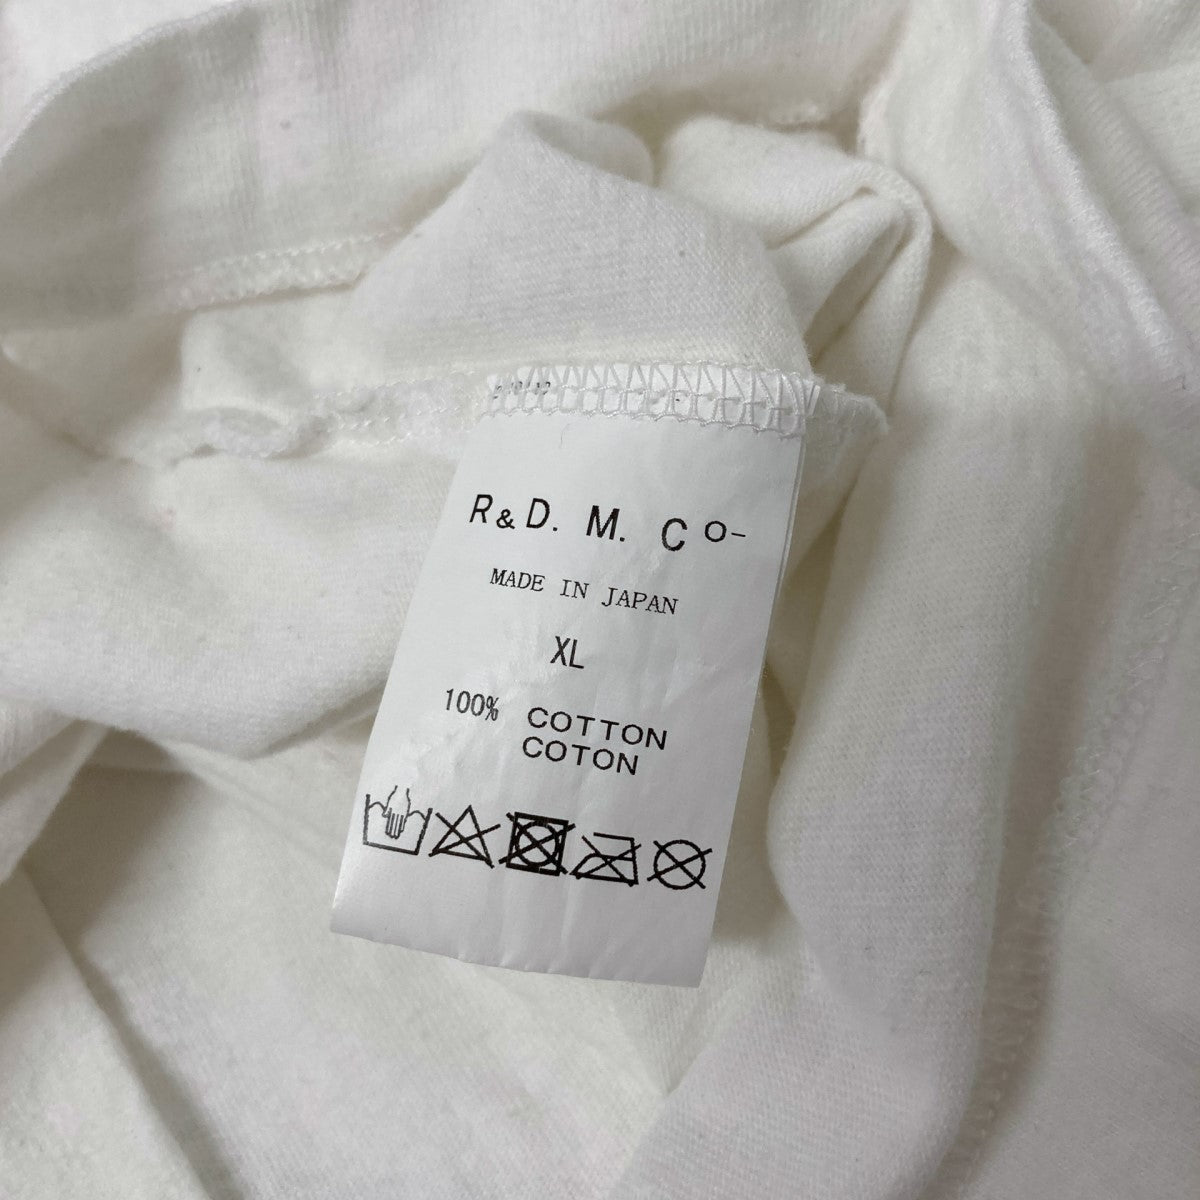 R&D. M. Co-
MADE IN JAPAN
XL
100% COTTON
COTON